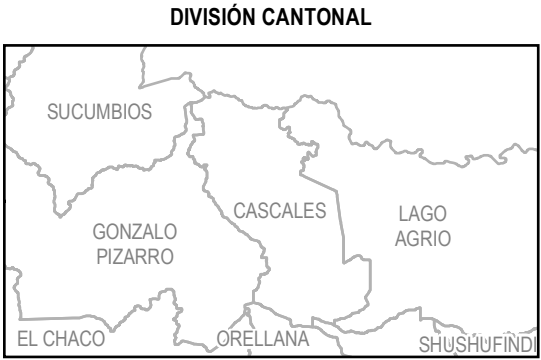 DIVISIÓN CANTONAL
SUCUMBIOS
CASCALES
LAGO
AGRIO
GONZALO
PIZARRO
EL CHACO
ORELLANA
SHUSHUFINDI